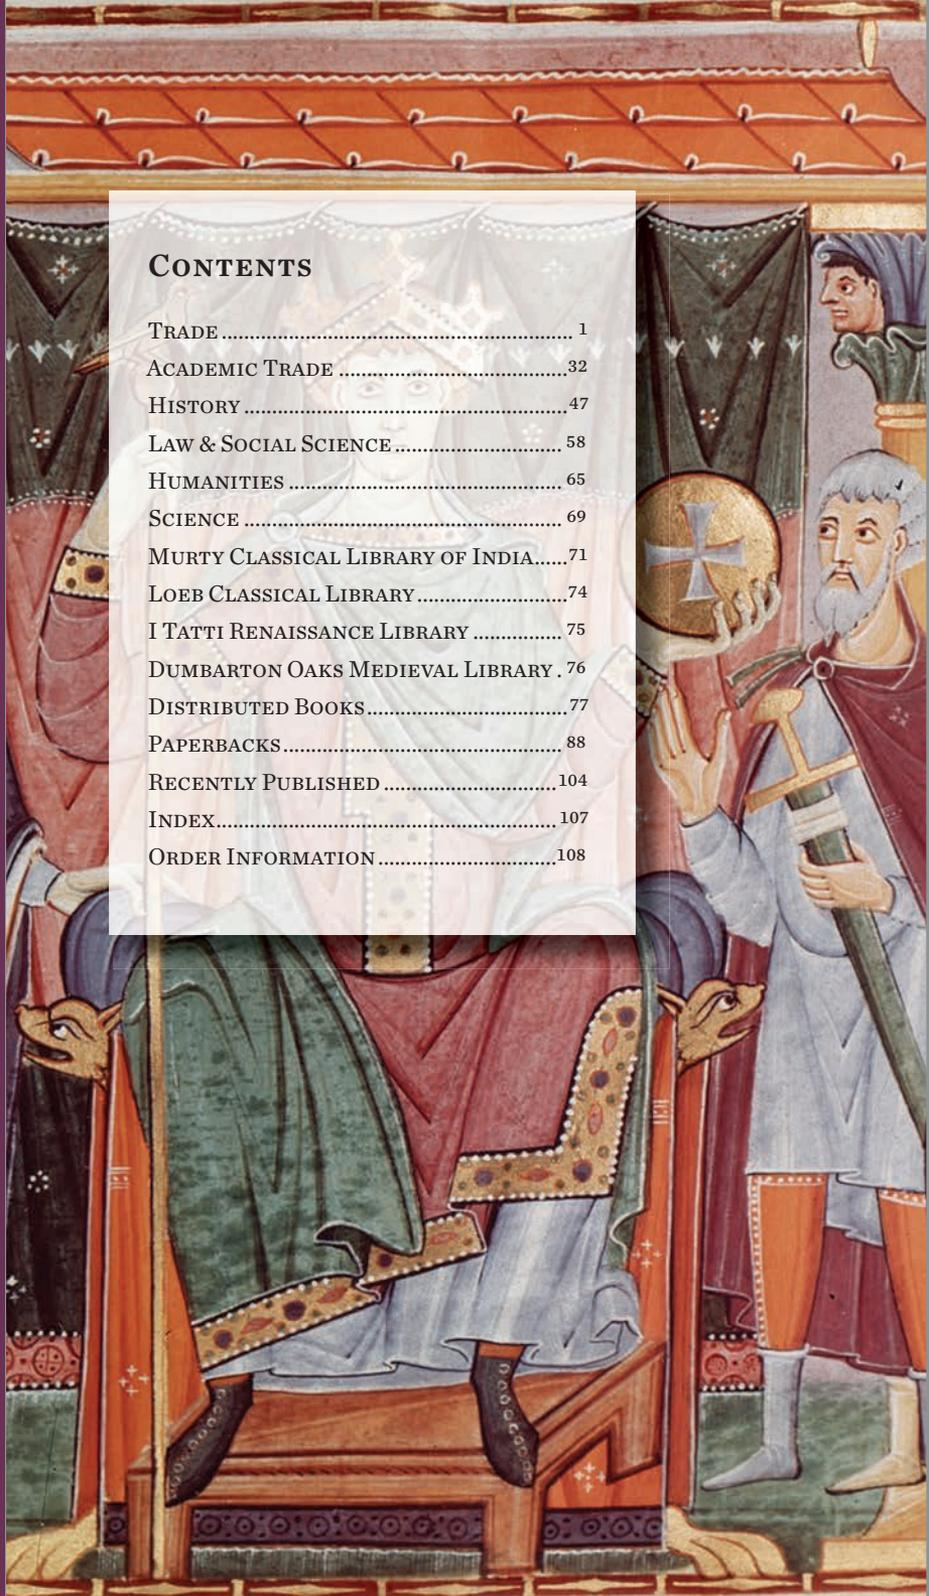 Contents
Trade ........ 1
Academic Trade ........ 32
History ........ 47
Law & Social Science ........ 58
Humanities ........ 65
Science ........ 69
Murty Classical Library of India ...... 71
Loeb Classical Library ........ 74
I Tatti Renaissance Library ........ 75
Dumbarton Oaks Medieval Library . 76
Distributed Books ........ 77
Paperbacks ........ 88
Recently Published ........ 104
Index ........ 107
Order Information ........ 108